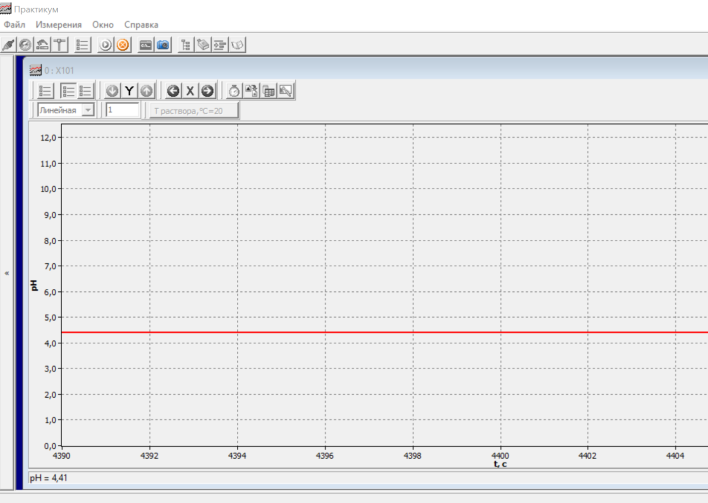 Практикум
Файл Измерения Окно Справка
0 : X101
Y X
Линейная 1 T раствора,°C=20
12,0
11,0
10,0
9,0
8,0
7,0
6,0
5,0
4,0
3,0
2,0
1,0
0,0
pH
4390 4392 4394 4396 4398 4400 4402 4404
t, c
pH = 4,41